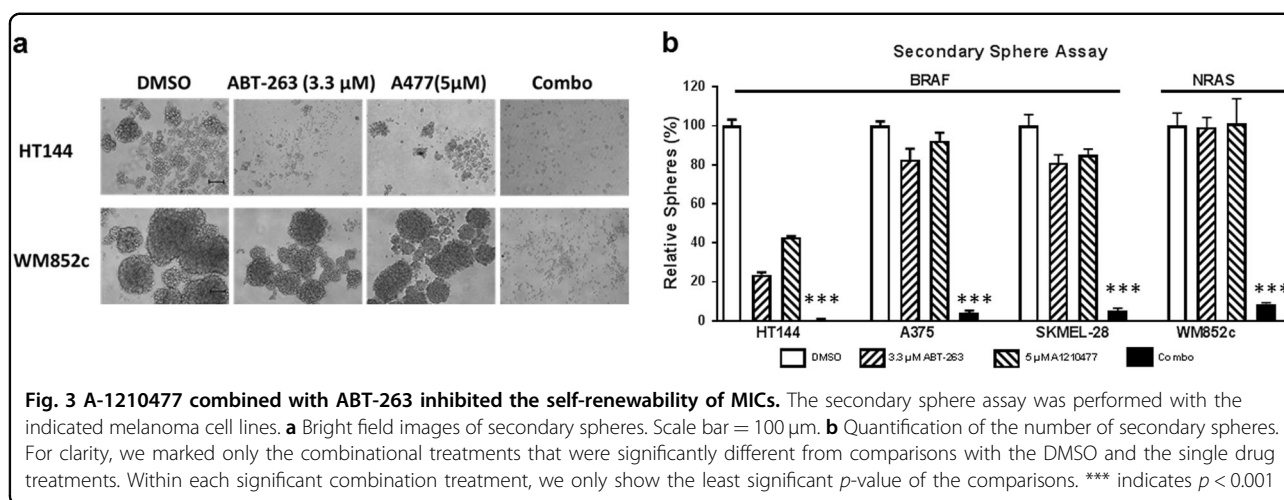 a
DMSO ABT-263 (3.3 μM) A477(5μM) Combo
HT144
WM852c
b
Secondary Sphere Assay
BRAF NRAS
Relative Spheres (%)
120
100
80
60
40
20
0
*** *** *** ***
HT144 A375 SKMEL-28 WM852c
DMSO 3.3 μM ABT-263 5 μM A1210477 Combo
Fig. 3 A-1210477 combined with ABT-263 inhibited the self-renewability of MICs. The secondary sphere assay was performed with the
indicated melanoma cell lines. a Bright field images of secondary spheres. Scale bar = 100 μm. b Quantification of the number of secondary spheres.
For clarity, we marked only the combinational treatments that were significantly different from comparisons with the DMSO and the single drug
treatments. Within each significant combination treatment, we only show the least significant p-value of the comparisons. *** indicates p < 0.001